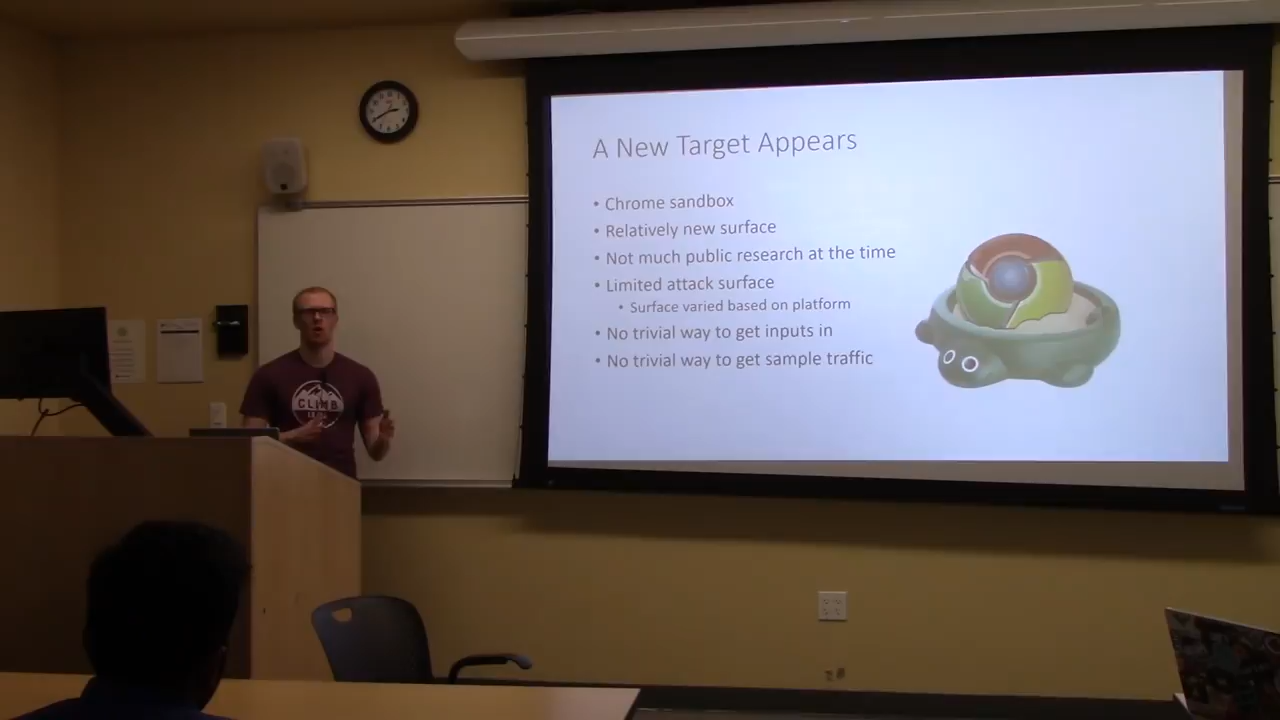 A New Target Appears
• Chrome sandbox
• Relatively new surface
• Not much public research at the time
• Limited attack surface
• Surface varied based on platform
• No trivial way to get inputs in
• No trivial way to get sample traffic
CLIMB